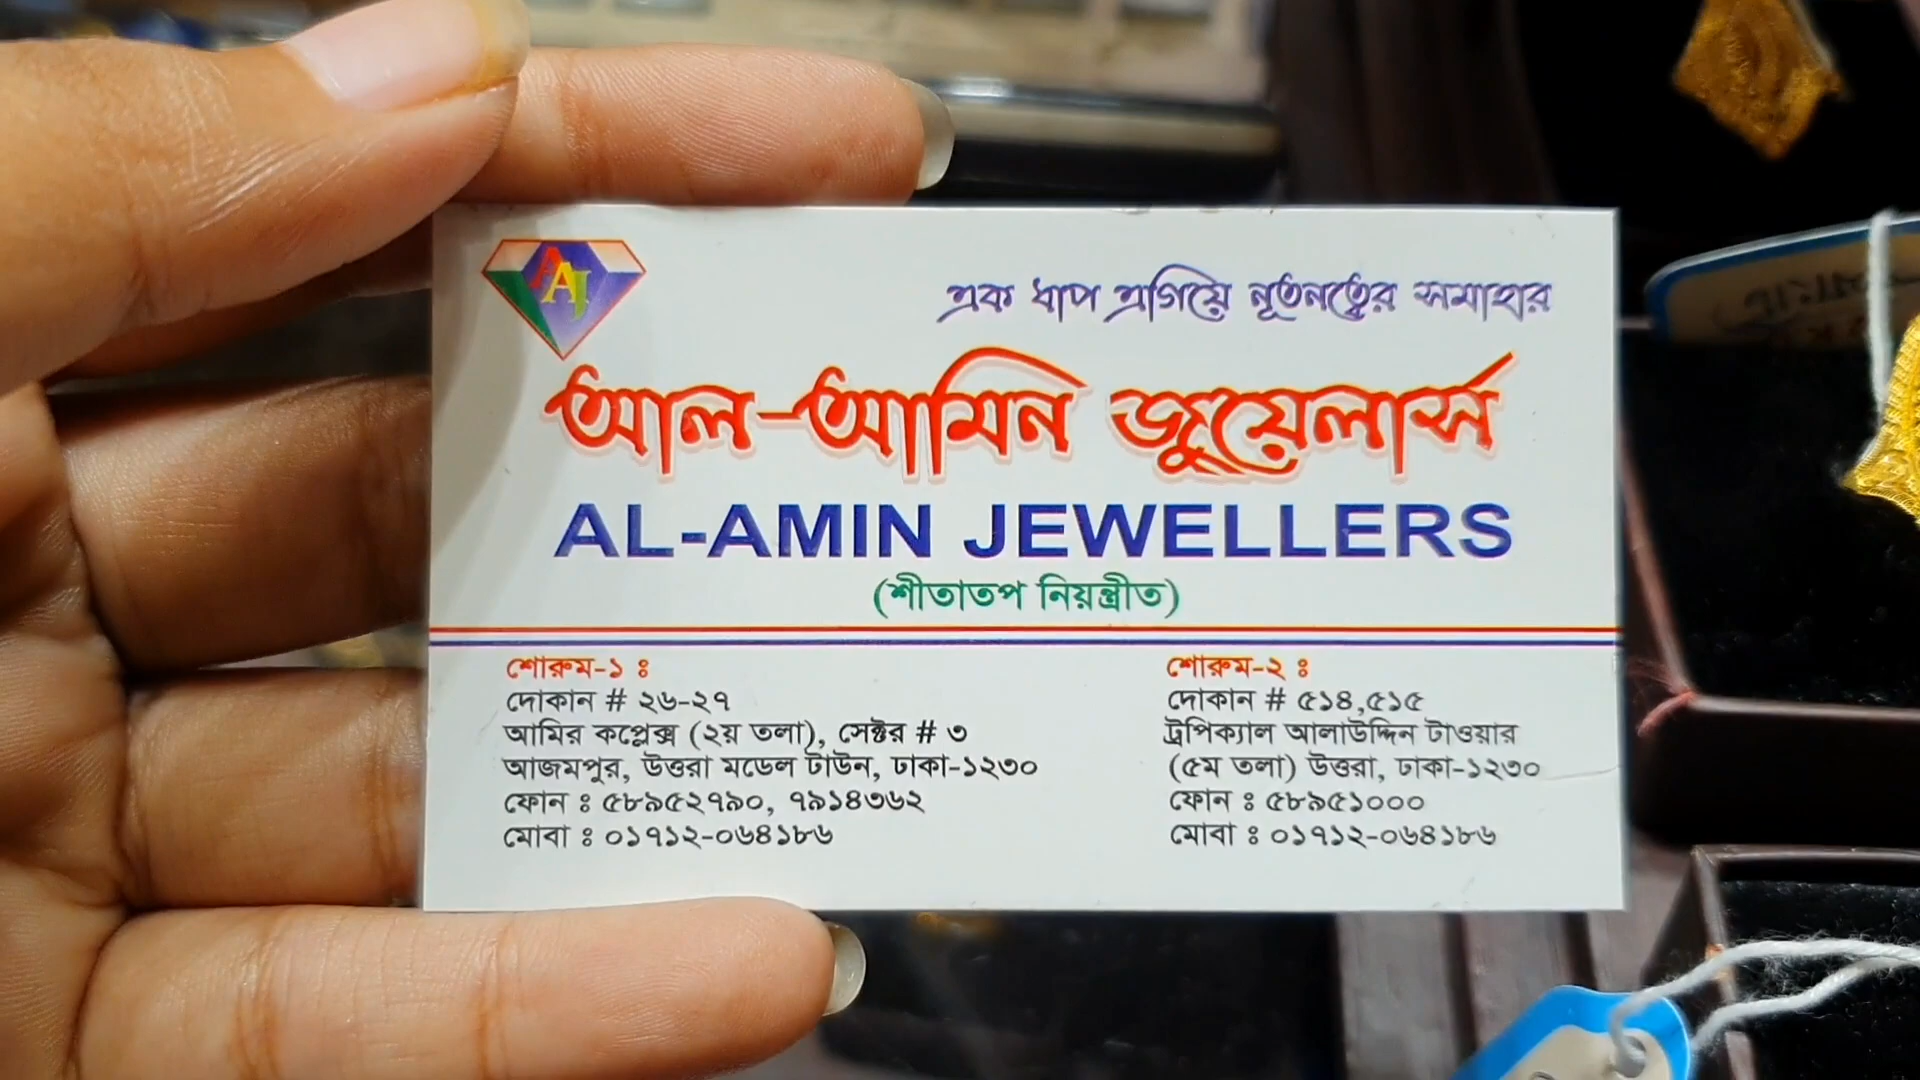 AAJ
এক ধাপ এগিয়ে নূতনত্বের সমাহার
আল-আমিন জুয়েলার্স
AL-AMIN JEWELLERS
(শীতাতপ নিয়ন্ত্রীত)
শোরুম-১ ঃ
দোকান # ২৬-২৭
আমির কপ্লেক্স (২য় তলা), সেক্টর # ৩
আজমপুর, উত্তরা মডেল টাউন, ঢাকা-১২৩০
ফোন ঃ ৫৮৯৫২৭৯০, ৭৯১৪৩৬২
মোবা ঃ ০১৭১২-০৬৪১৮৬
শোরুম-২ ঃ
দোকান # ৫১৪,৫১৫
ট্রপিক্যাল আলাউদ্দিন টাওয়ার
(৫ম তলা) উত্তরা, ঢাকা-১২৩০
ফোন ঃ ৫৮৯৫১০০০
মোবা ঃ ০১৭১২-০৬৪১৮৬